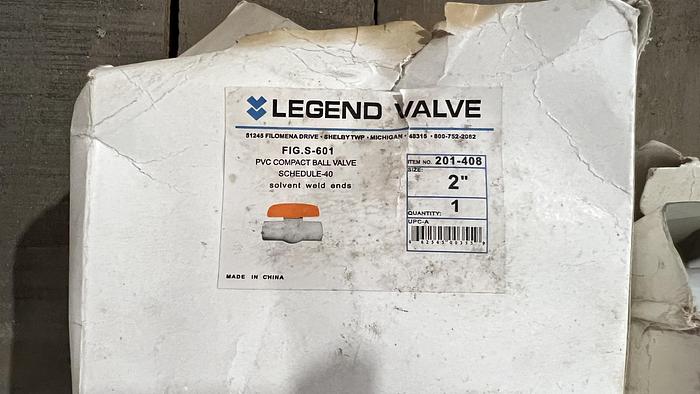 LEGEND VALVE
51245 FILOMENA DRIVE · SHELBY TWP · MICHIGAN · 48315 · 800-752-2082
FIG.S-601
PVC COMPACT BALL VALVE
SCHEDULE-40
solvent weld ends
ITEM NO. 201-408
SIZE:
2"
QUANTITY:
1
UPC-A
MADE IN CHINA